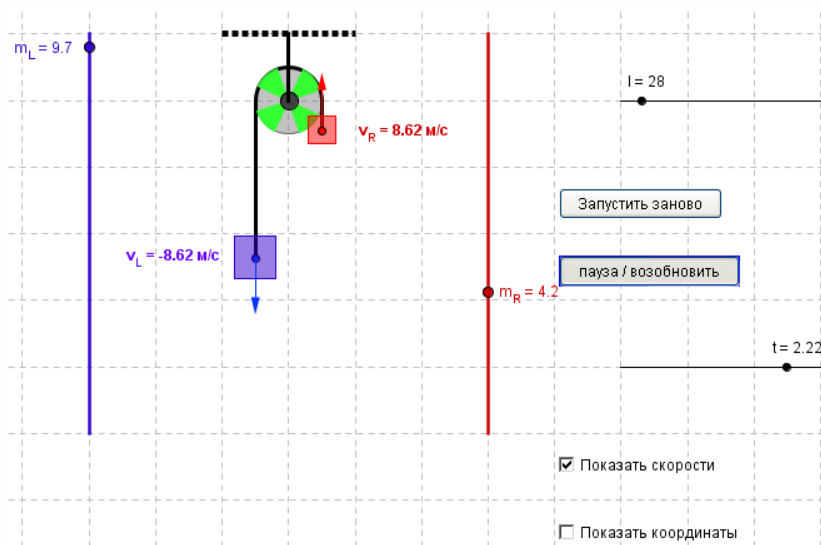 m_L = 9.7
l = 28
v_R = 8.62 м/с
Запустить заново
v_L = -8.62 м/с
пауза / возобновить
m_R = 4.2
t = 2.22
Показать скорости
Показать координаты